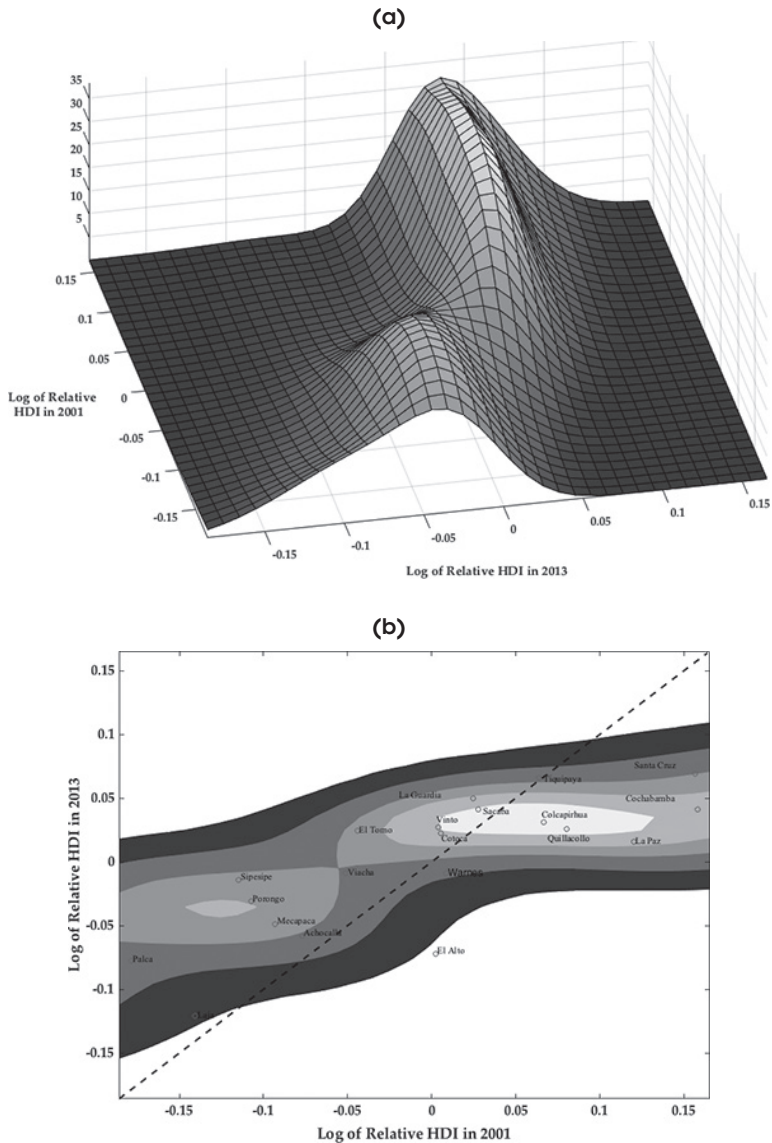 (a)
35
30
25
20
15
10
5
0.15
0.1
0.05
0
-0.05
-0.1
-0.15
Log of Relative
HDI in 2001
-0.15
-0.1
-0.05
0
0.05
0.1
0.15
Log of Relative HDI in 2013
(b)
0.15
0.1
0.05
0
-0.05
-0.1
-0.15
Log of Relative HDI in 2013
Santa Cruz
Tiquipaya
La Guardia
Cochabamba
Sacaba
Vinto
Colcapirhua
El Torno
Cotoca
Quillacollo
La Paz
Viacha
Warnes
Sipesipe
Porongo
Mecapaca
Achocalla
El Alto
Palca
Laja
-0.15
-0.1
-0.05
0
0.05
0.1
0.15
Log of Relative HDI in 2001